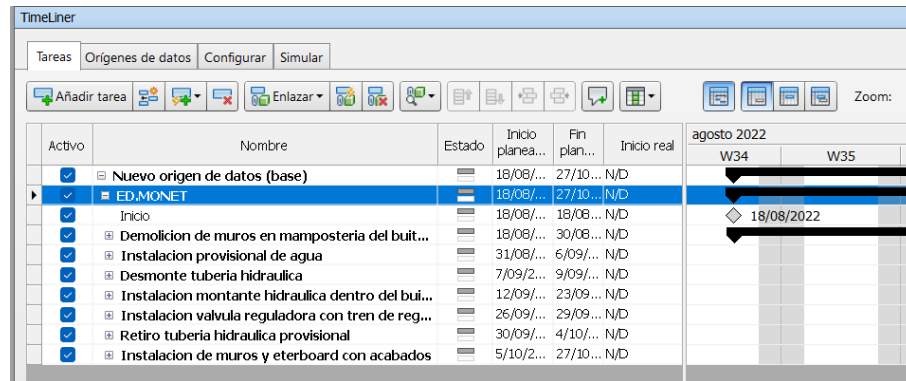 TimeLiner
Tareas Orígenes de datos Configurar Simular
Añadir tarea Enlazar Zoom:
Activo Nombre Estado Inicio planea... Fin plan... Inicio real agosto 2022
W34 W35
Nuevo origen de datos (base) 18/08/... 27/10... N/D
ED.MONET 18/08/... 27/10... N/D
Inicio 18/08/... 18/08... N/D 18/08/2022
Demolicion de muros en mamposteria del buit... 18/08/... 30/08... N/D
Instalacion provisional de agua 31/08/... 6/09/... N/D
Desmonte tuberia hidraulica 7/09/2... 9/09/... N/D
Instalacion montante hidraulica dentro del bui... 12/09/... 23/09... N/D
Instalacion valvula reguladora con tren de reg... 26/09/... 29/09... N/D
Retiro tuberia hidraulica provisional 30/09/... 4/10/... N/D
Instalacion de muros y eterboard con acabados 5/10/2... 27/10... N/D